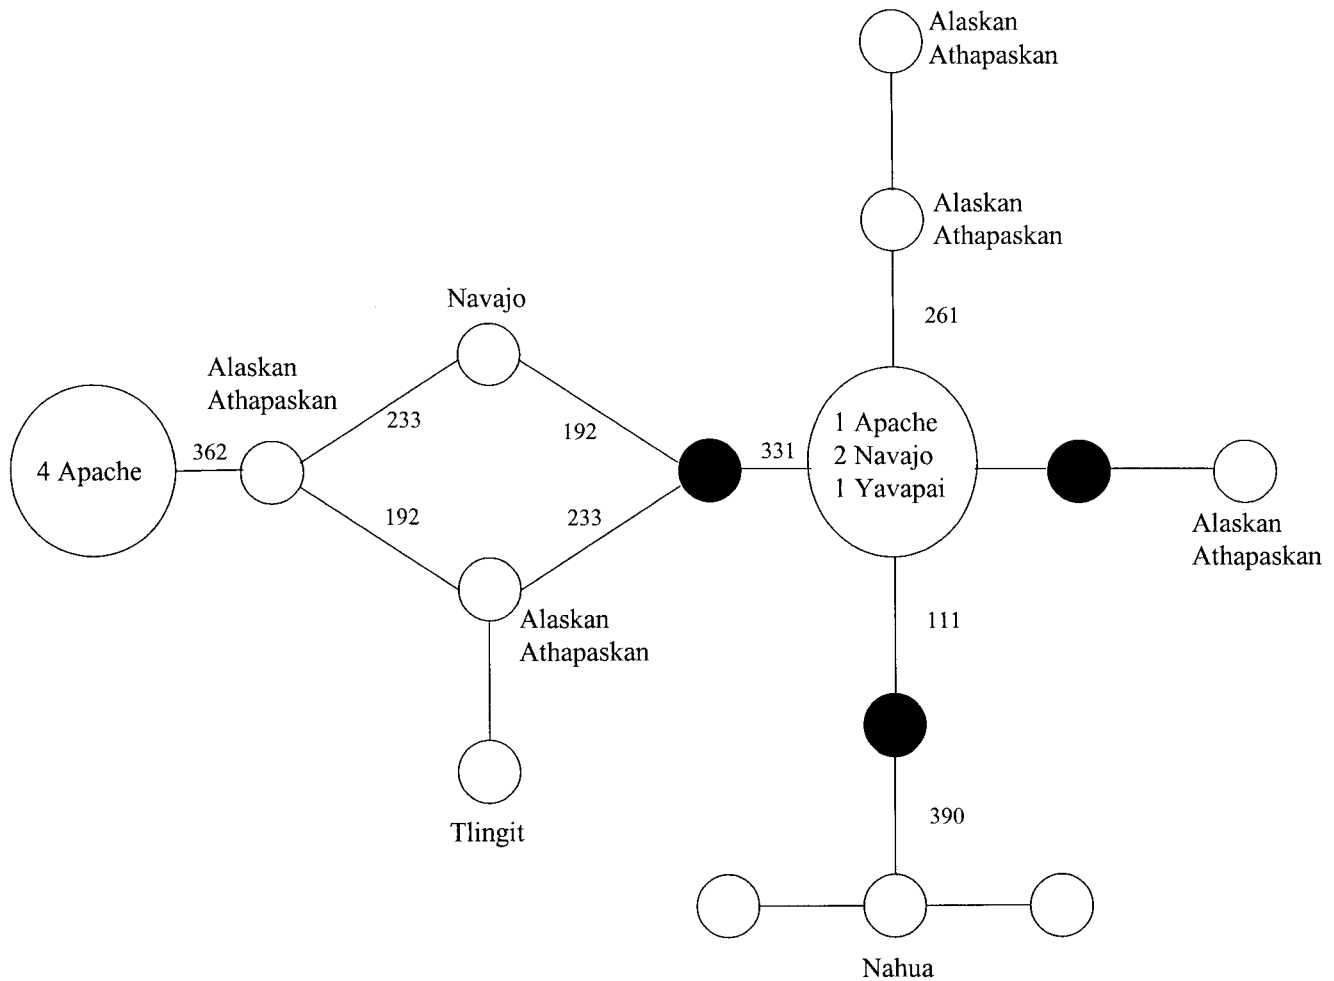 Alaskan
Athapaskan
Alaskan
Athapaskan
261
Navajo
Alaskan
Athapaskan
233
192
4 Apache
362
331
1 Apache
2 Navajo
1 Yavapai
192
233
Alaskan
Athapaskan
Alaskan
Athapaskan
111
Tlingit
390
Nahua